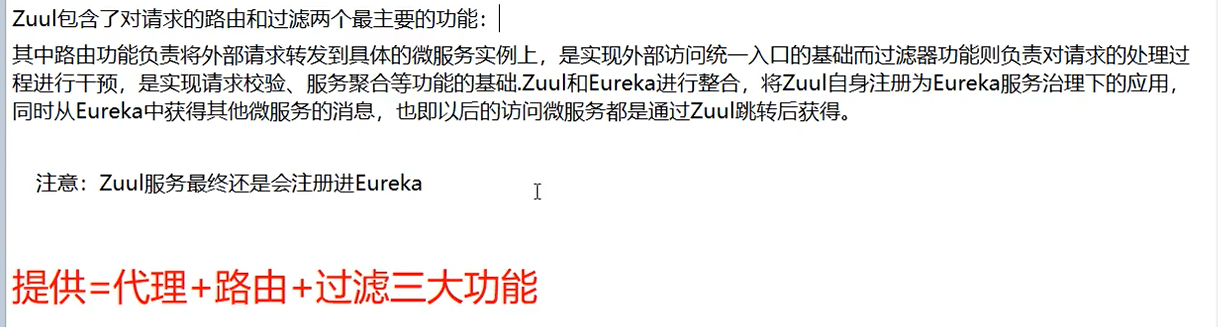 Zuul包含了对请求的路由和过滤两个最主要的功能：
其中路由功能负责将外部请求转发到具体的微服务实例上，是实现外部访问统一入口的基础而过滤器功能则负责对请求的处理过
程进行干预，是实现请求校验、服务聚合等功能的基础.Zuul和Eureka进行整合，将Zuul自身注册为Eureka服务治理下的应用，
同时从Eureka中获得其他微服务的消息，也即以后的访问微服务都是通过Zuul跳转后获得。
注意：Zuul服务最终还是会注册进Eureka
提供=代理+路由+过滤三大功能